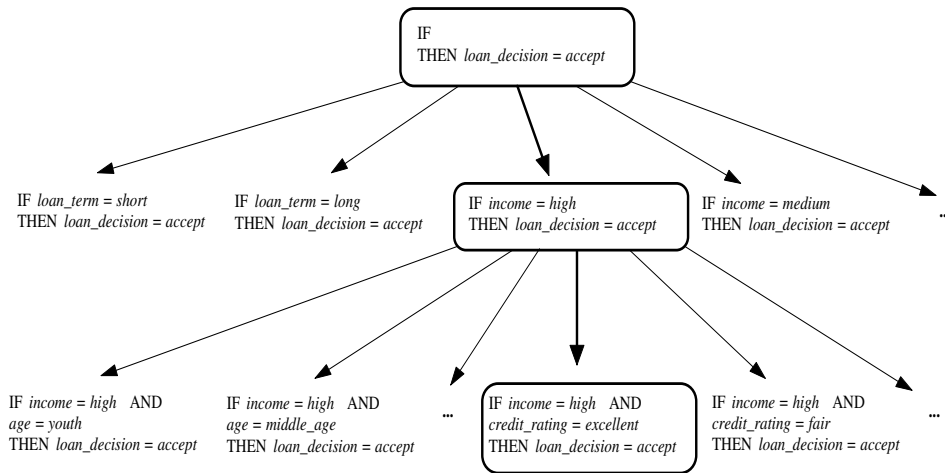 IF
THEN loan_decision = accept
IF loan_term = short
THEN loan_decision = accept
IF loan_term = long
THEN loan_decision = accept
IF income = high
THEN loan_decision = accept
IF income = medium
THEN loan_decision = accept
...
IF income = high AND
age = youth
THEN loan_decision = accept
IF income = high AND
age = middle_age
THEN loan_decision = accept
...
IF income = high AND
credit_rating = excellent
THEN loan_decision = accept
IF income = high AND
credit_rating = fair
THEN loan_decision = accept
...